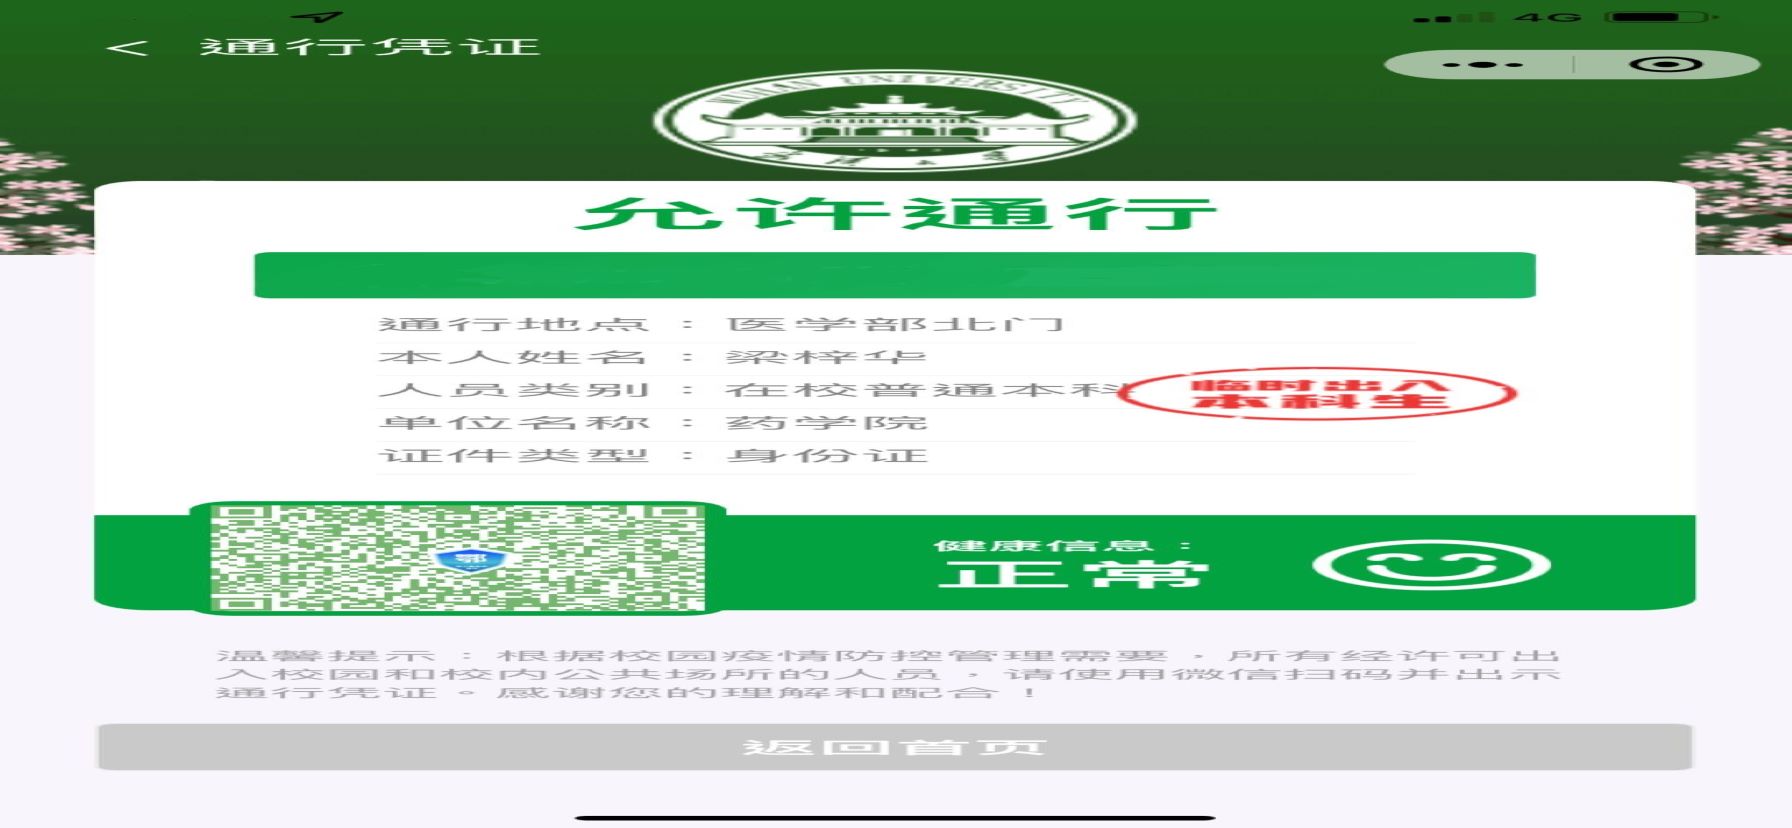 4G
< 通行凭证
WUHAN UNIVERSITY
允许通行
通行地点：医学部北门
本人姓名：梁梓华
人员类别：在校普通本科
临时出入
本科生
单位名称：药学院
证件类型：身份证
鄂
健康信息：
正常
温馨提示：根据校园疫情防控管理需要，所有经许可出
入校园和校内公共场所的人员，请使用微信扫码并出示
通行凭证。感谢您的理解和配合！
返回首页